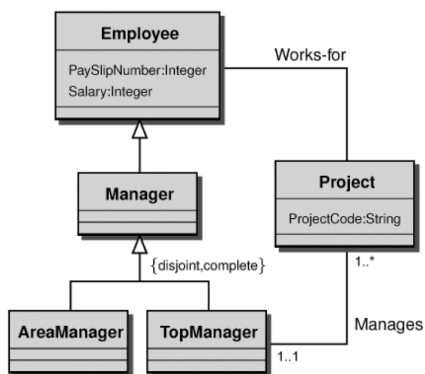 Employee
PaySlipNumber:Integer
Salary:Integer
Works-for
Manager
Project
ProjectCode:String
{disjoint,complete}
1..*
AreaManager
TopManager
Manages
1..1